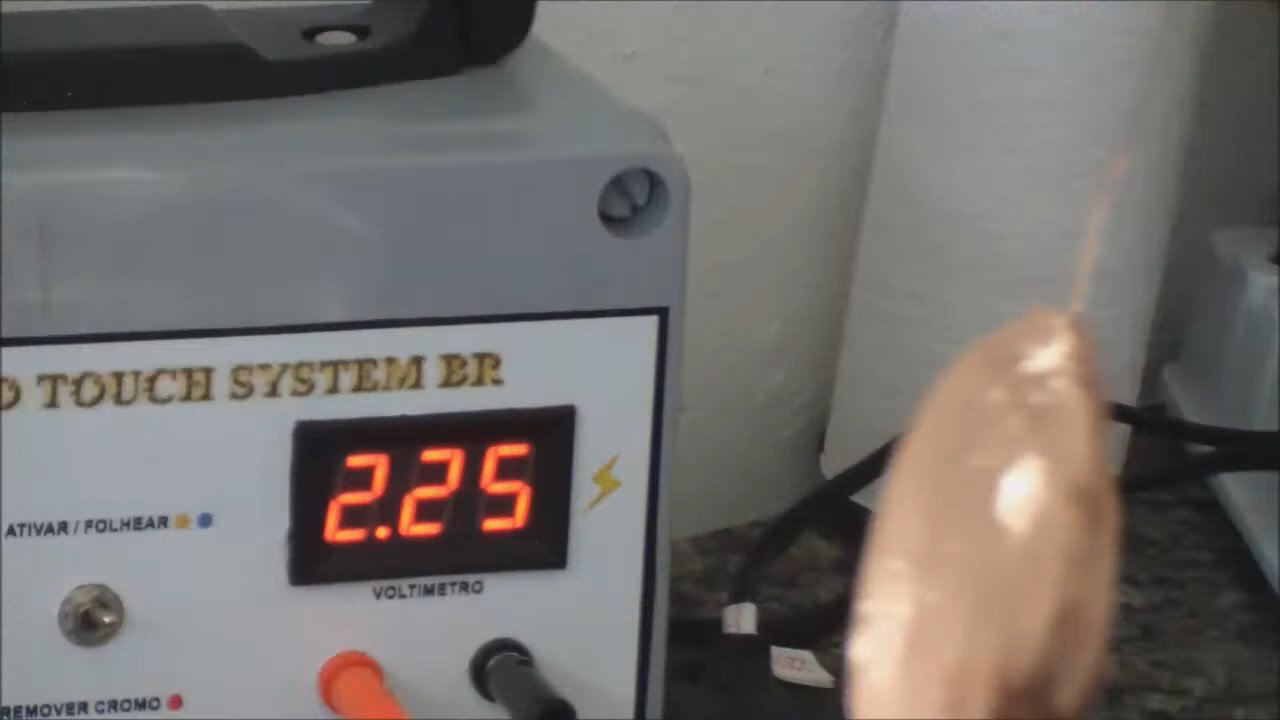 O TOUCH SYSTEM BR
2.25
ATIVAR / FOLHEAR
VOLTIMETRO
REMOVER CROMO